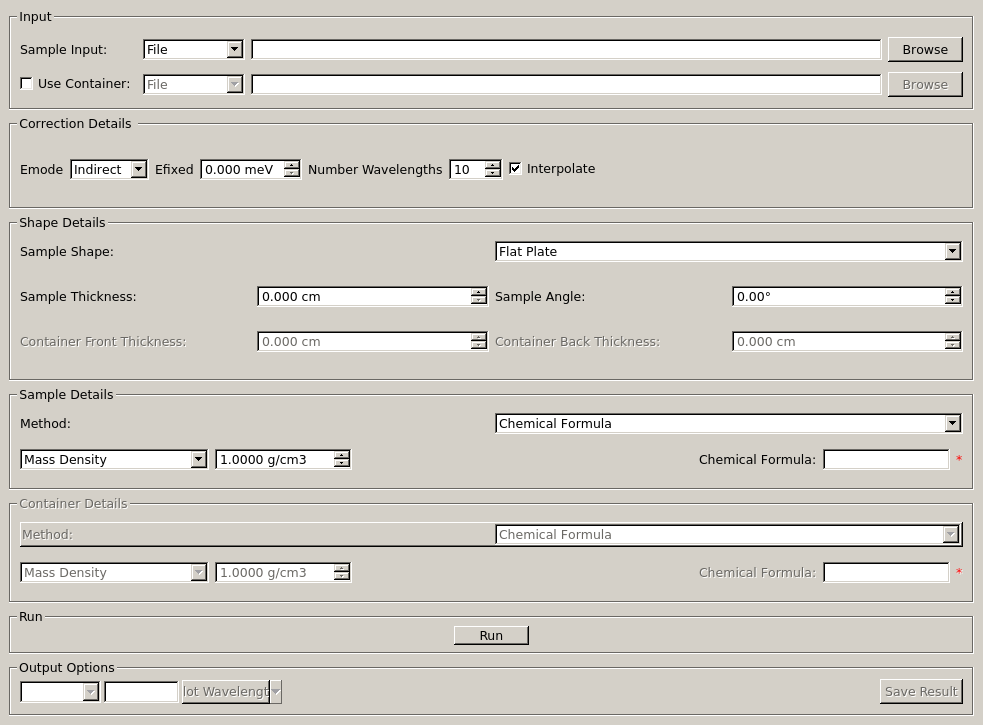 Input
Sample Input: File Browse
Use Container: File Browse
Correction Details
Emode Indirect Efixed 0.000 meV Number Wavelengths 10 Interpolate
Shape Details
Sample Shape: Flat Plate
Sample Thickness: 0.000 cm Sample Angle: 0.00°
Container Front Thickness: 0.000 cm Container Back Thickness: 0.000 cm
Sample Details
Method: Chemical Formula
Mass Density 1.0000 g/cm3 Chemical Formula: *
Container Details
Method: Chemical Formula
Mass Density 1.0000 g/cm3 Chemical Formula: *
Run
Run
Output Options
lot Wavelengt Save Result